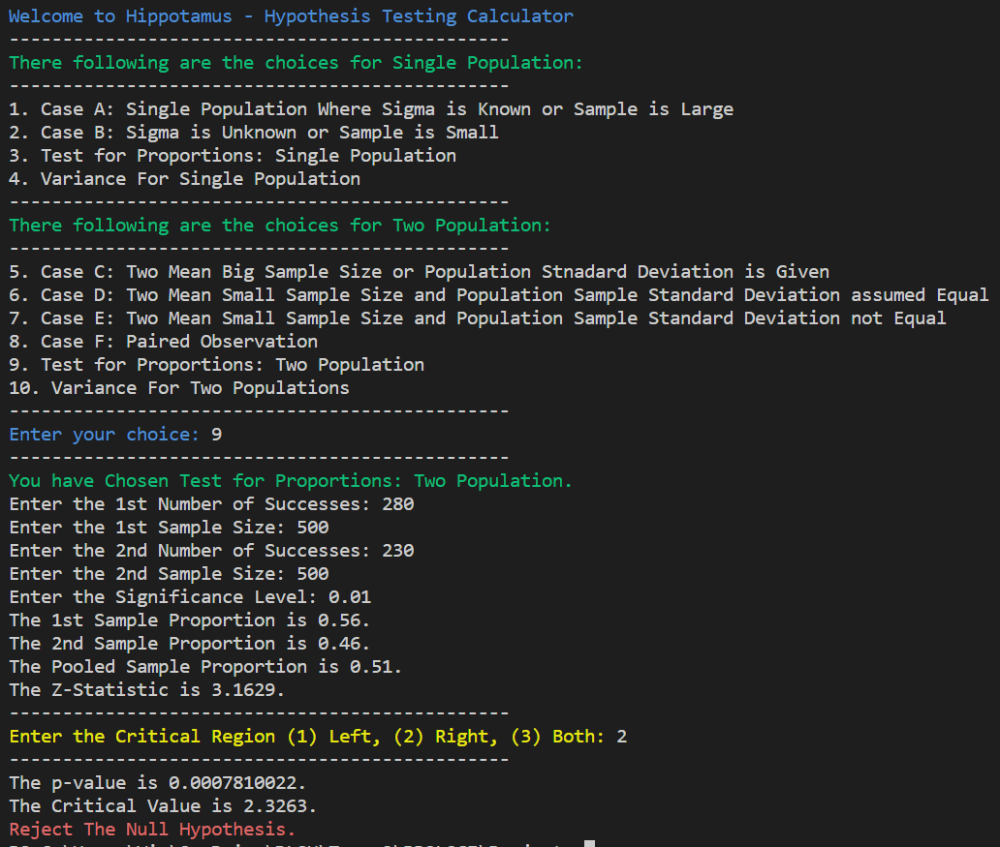 Welcome to Hippotamus - Hypothesis Testing Calculator
-----------------------------------------------
There following are the choices for Single Population:
-----------------------------------------------
1. Case A: Single Population Where Sigma is Known or Sample is Large
2. Case B: Sigma is Unknown or Sample is Small
3. Test for Proportions: Single Population
4. Variance For Single Population
-----------------------------------------------
There following are the choices for Two Population:
-----------------------------------------------
5. Case C: Two Mean Big Sample Size or Population Stnadard Deviation is Given
6. Case D: Two Mean Small Sample Size and Population Sample Standard Deviation assumed Equal
7. Case E: Two Mean Small Sample Size and Population Sample Standard Deviation not Equal
8. Case F: Paired Observation
9. Test for Proportions: Two Population
10. Variance For Two Populations
-----------------------------------------------
Enter your choice: 9
-----------------------------------------------
You have Chosen Test for Proportions: Two Population.
Enter the 1st Number of Successes: 280
Enter the 1st Sample Size: 500
Enter the 2nd Number of Successes: 230
Enter the 2nd Sample Size: 500
Enter the Significance Level: 0.01
The 1st Sample Proportion is 0.56.
The 2nd Sample Proportion is 0.46.
The Pooled Sample Proportion is 0.51.
The Z-Statistic is 3.1629.
-----------------------------------------------
Enter the Critical Region (1) Left, (2) Right, (3) Both: 2
-----------------------------------------------
The p-value is 0.0007810022.
The Critical Value is 2.3263.
Reject The Null Hypothesis.